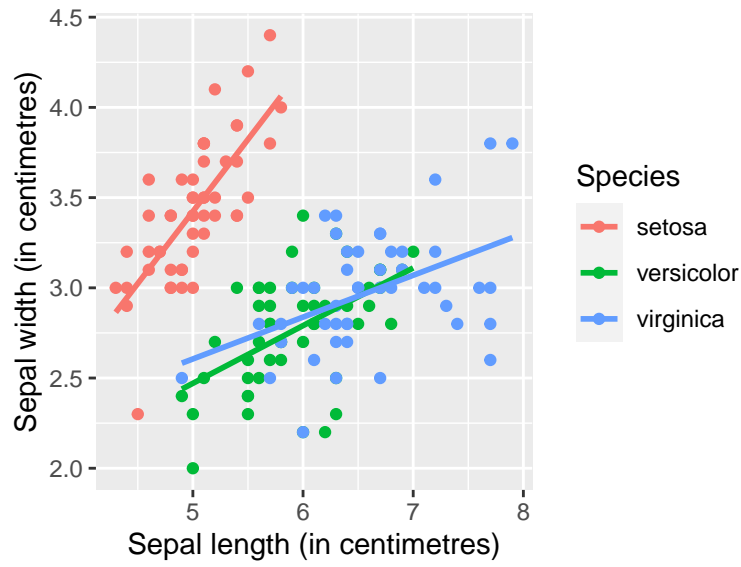 4.5
4.0
3.5
3.0
2.5
2.0
Sepal width (in centimetres)
5
6
7
8
Sepal length (in centimetres)
Species
setosa
versicolor
virginica